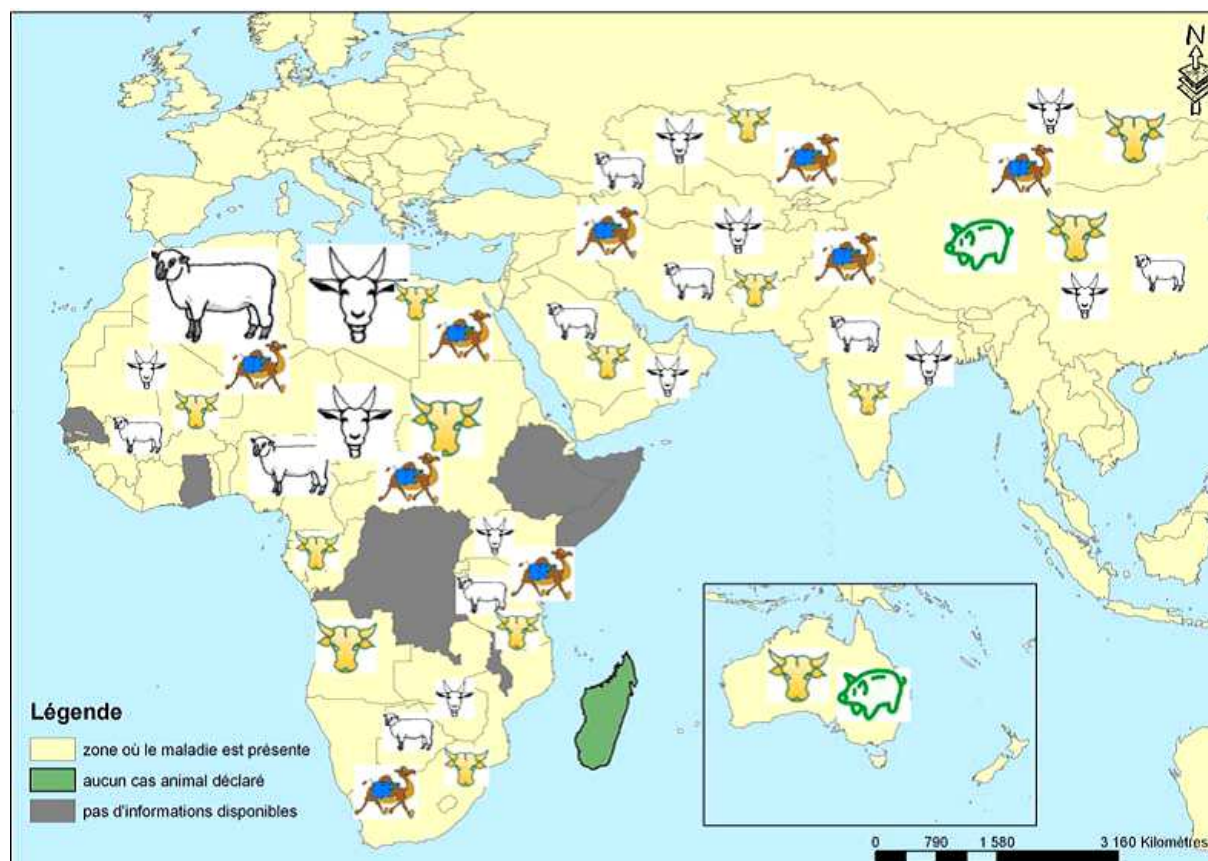 N
Légende
zone où le maladie est présente
aucun cas animal déclaré
pas d'informations disponibles
0 790 1 580 3 160 Kilomètres